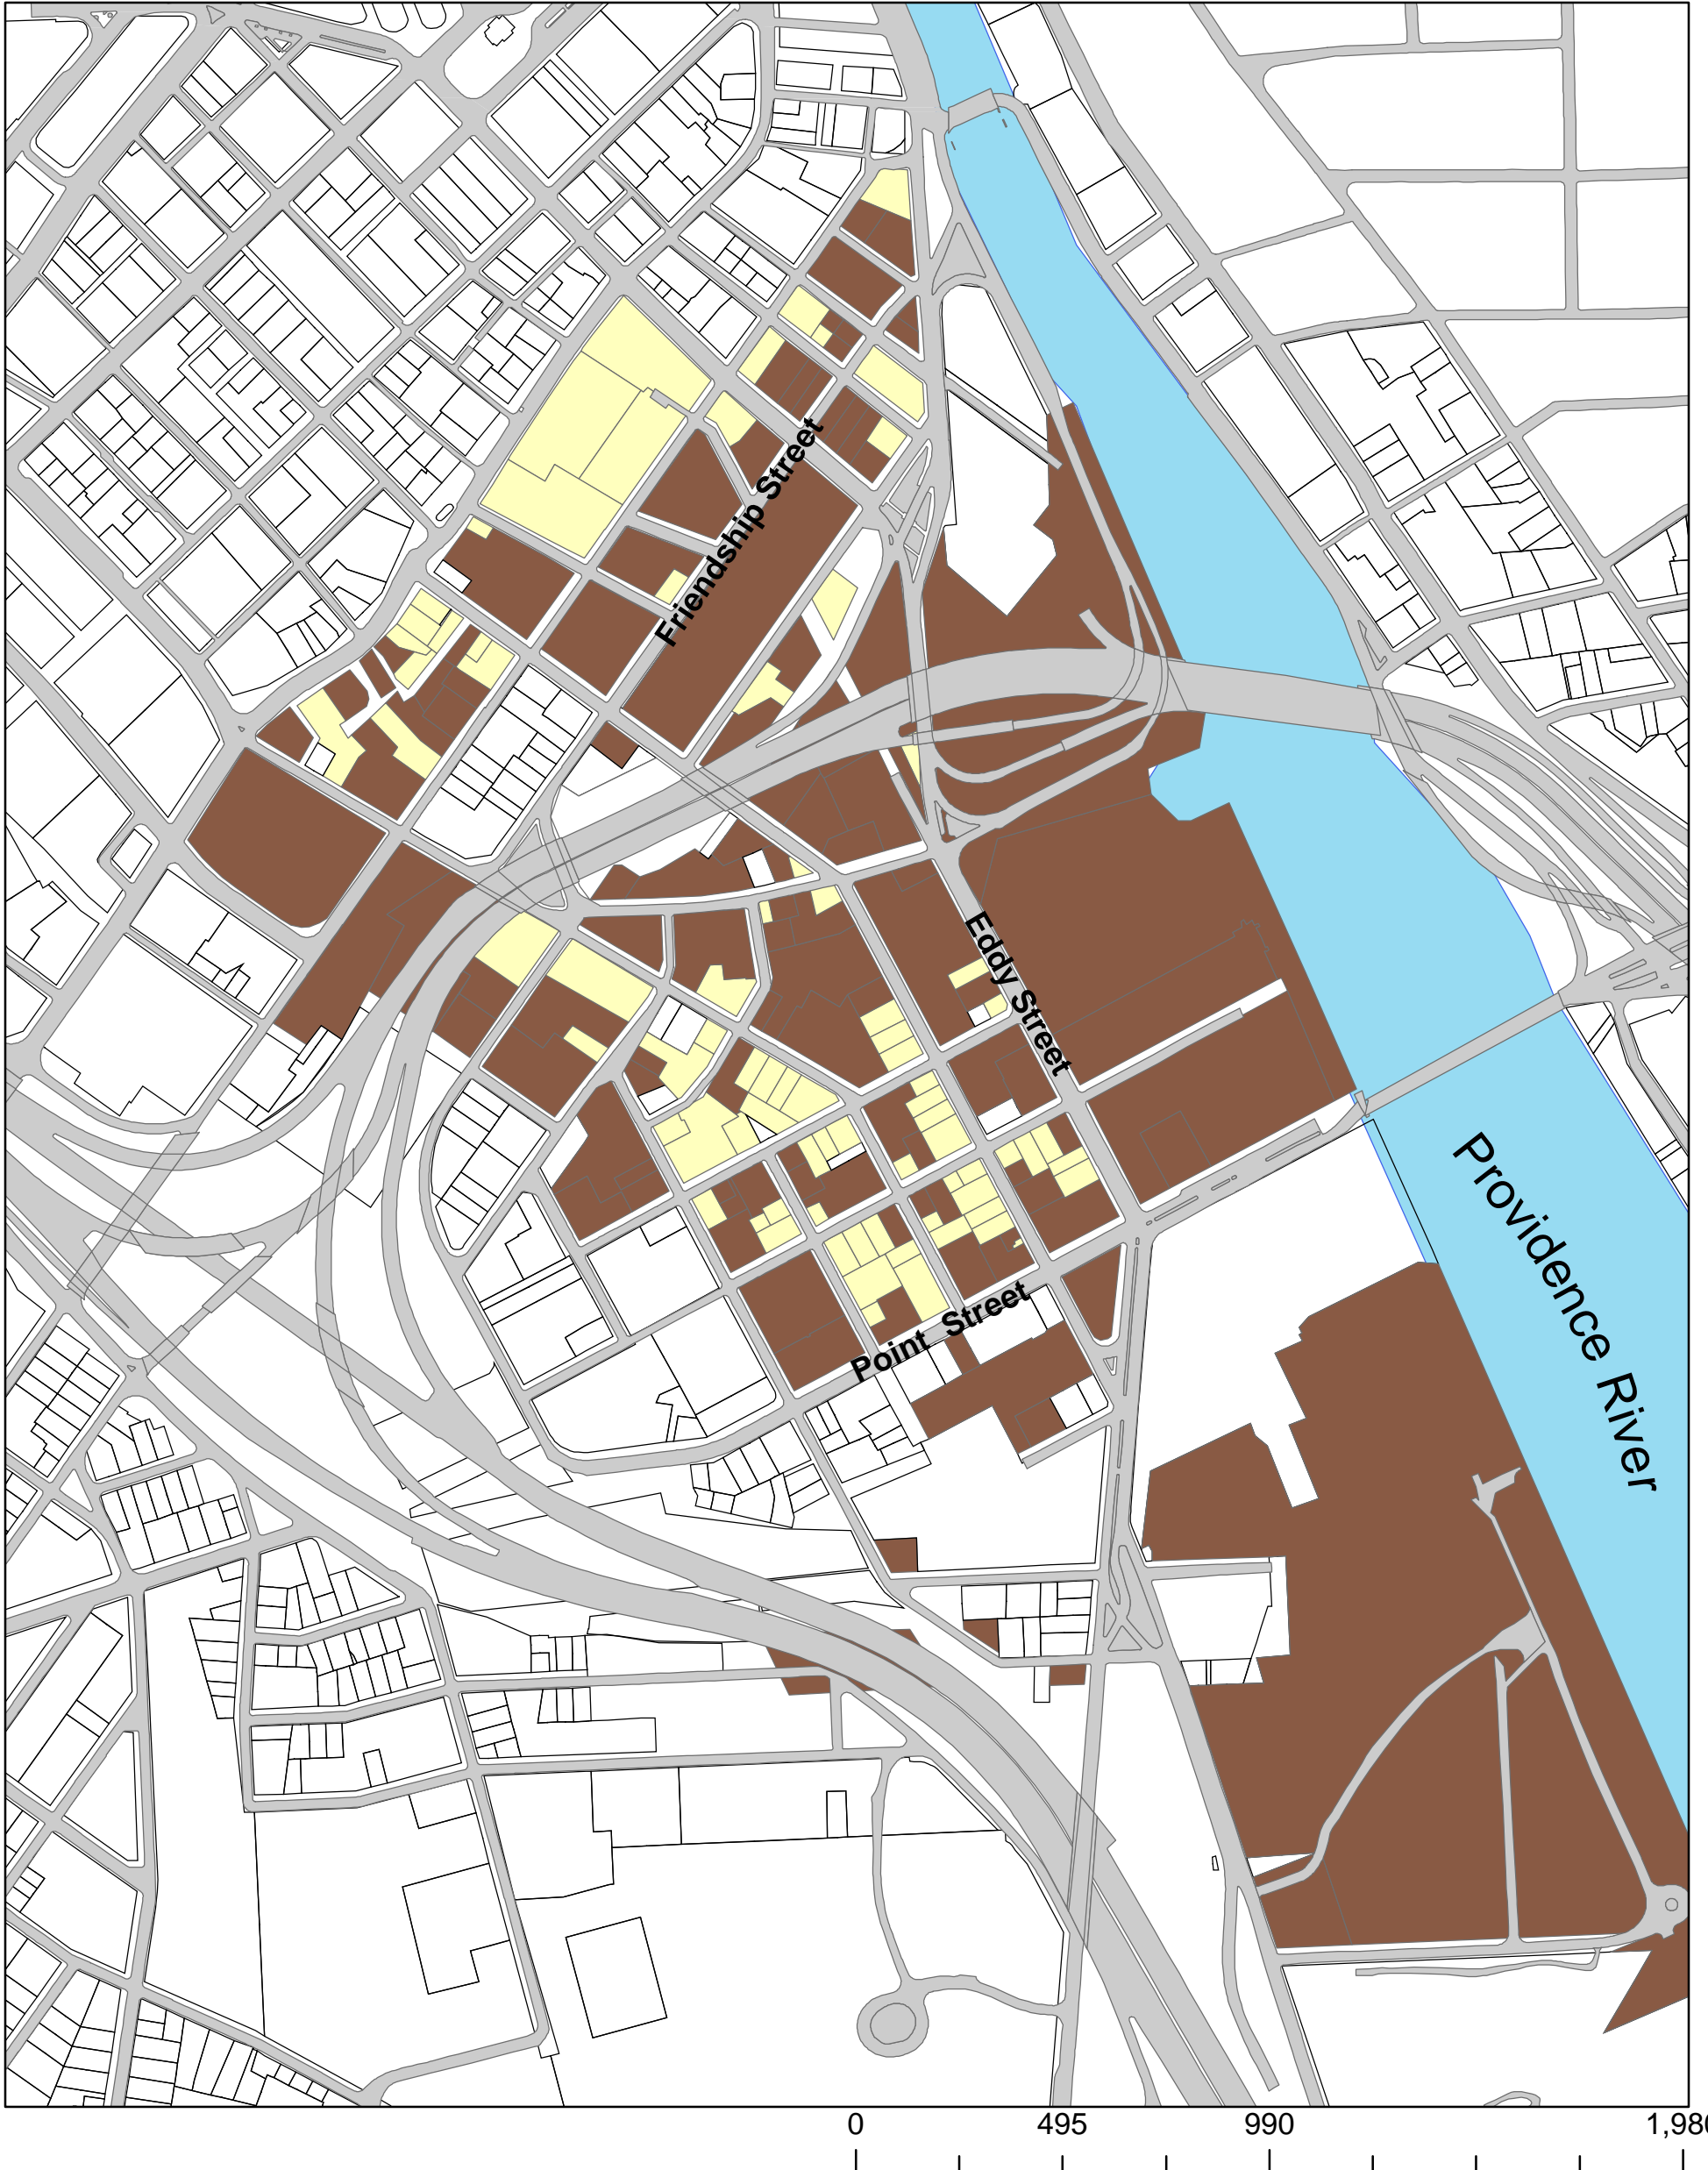 Friendship Street
Eddy Street
Providence River
Point Street
0 495 990 1,980